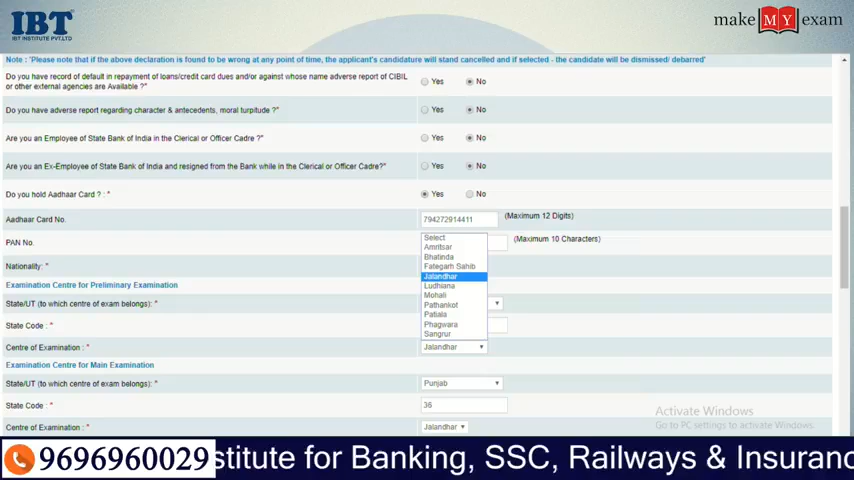 IBT
IBT INSTITUTE PVT.LTD
make MY exam
Note : 'Please note that if the above declaration is found to be wrong at any point of time, the applicant's candidature will stand cancelled and if selected - the candidate will be dismissed/ debarred'
Do you have record of default in repayment of loans/credit card dues and/or against whose name adverse report of CIBIL
or other external agencies are Available ?*
Yes No
Do you have adverse report regarding character & antecedents, moral turpitude ?*
Yes No
Are you an Employee of State Bank of India in the Clerical or Officer Cadre ?*
Yes No
Are you an Ex-Employee of State Bank of India and resigned from the Bank while in the Clerical or Officer Cadre?*
Yes No
Do you hold Aadhaar Card ? : *
Yes No
Aadhaar Card No.
794272914411
(Maximum 12 Digits)
PAN No.
(Maximum 10 Characters)
Select
Amritsar
Bhatinda
Fategarh Sahib
Jalandhar
Ludhiana
Mohali
Pathankot
Patiala
Phagwara
Sangrur
Nationality: *
Examination Centre for Preliminary Examination
State/UT (to which centre of exam belongs): *
State Code : *
Centre of Examination : *
Jalandhar
Examination Centre for Main Examination
State/UT (to which centre of exam belongs): *
Punjab
State Code : *
36
Centre of Examination : *
Jalandhar
Activate Windows
Go to PC settings to activate Windows.
9696960029
stitute for Banking, SSC, Railways & Insuranc